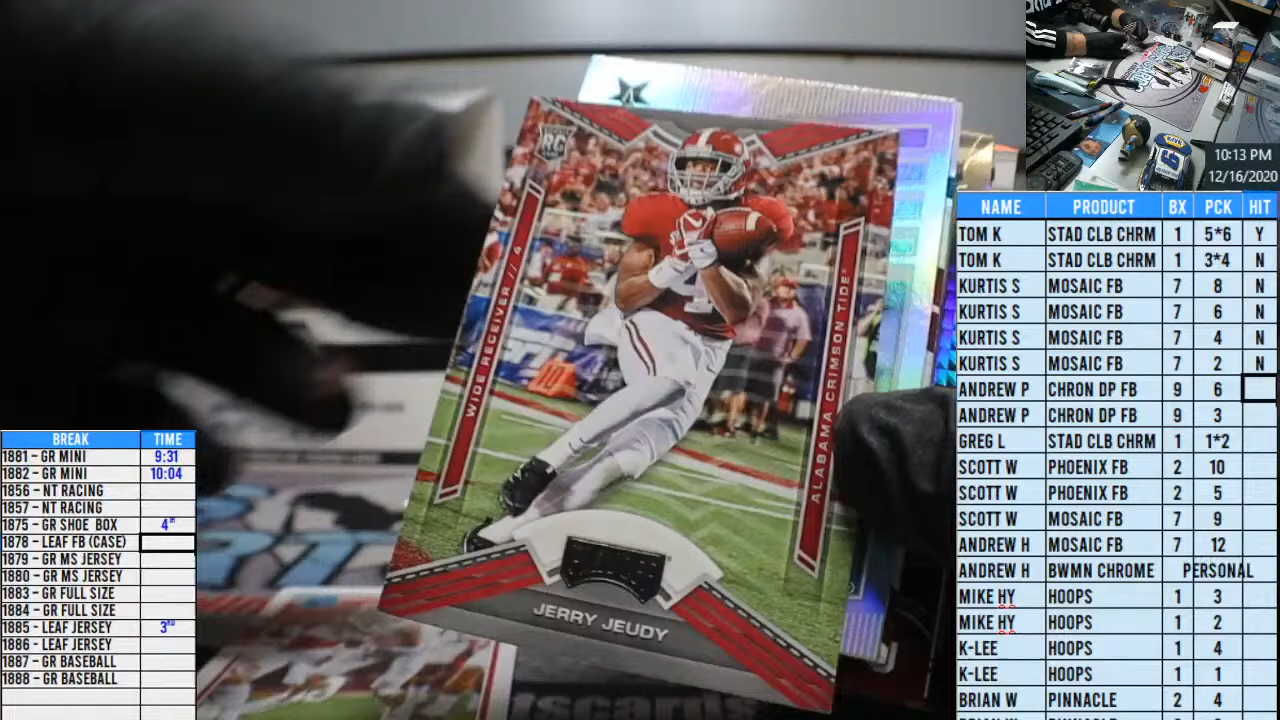 RC
WIDE RECEIVER // 4
ALABAMA CRIMSON TIDE
JERRY JEUDY
10:13 PM
12/16/2020
NAME PRODUCT BX PCK HIT
TOM K STAD CLB CHRM 1 5*6 Y
TOM K STAD CLB CHRM 1 3*4 N
KURTIS S MOSAIC FB 7 8 N
KURTIS S MOSAIC FB 7 6 N
KURTIS S MOSAIC FB 7 4 N
KURTIS S MOSAIC FB 7 2 N
ANDREW P CHRON DP FB 9 6
ANDREW P CHRON DP FB 9 3
GREG L STAD CLB CHRM 1 1*2
SCOTT W PHOENIX FB 2 10
SCOTT W PHOENIX FB 2 5
SCOTT W MOSAIC FB 7 9
ANDREW H MOSAIC FB 7 12
ANDREW H BWMN CHROME PERSONAL
MIKE HY HOOPS 1 3
MIKE HY HOOPS 1 2
K-LEE HOOPS 1 4
K-LEE HOOPS 1 1
BRIAN W PINNACLE 2 4
BREAK TIME
1881 - GR MINI 9:31
1882 - GR MINI 10:04
1856 - NT RACING
1857 - NT RACING
1875 - GR SHOE BOX 4TH
1878 - LEAF FB (CASE)
1879 - GR MS JERSEY
1880 - GR MS JERSEY
1883 - GR FULL SIZE
1884 - GR FULL SIZE
1885 - LEAF JERSEY 3RD
1886 - LEAF JERSEY
1887 - GR BASEBALL
1888 - GR BASEBALL